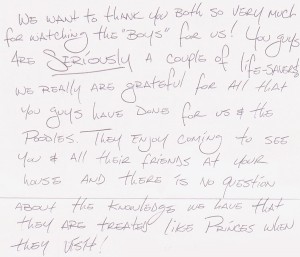 WE WANT TO THANK YOU BOTH SO VERY MUCH
FOR WATCHING THE "BOYS" FOR US! YOU GUYS
ARE SERIOUSLY A COUPLE OF LIFE-SAVERS
WE REALLY ARE GRATEFUL FOR ALL THAT
YOU GUYS HAVE DONE FOR US & THE
POODLES. THEY ENJOY COMING TO SEE
YOU & ALL THEIR FRIENDS AT YOUR
HOUSE AND THERE IS NO QUESTION
ABOUT THE KNOWLEDGE WE HAVE THAT
THEY ARE TREATED LIKE PRINCES WHEN
THEY VISIT!